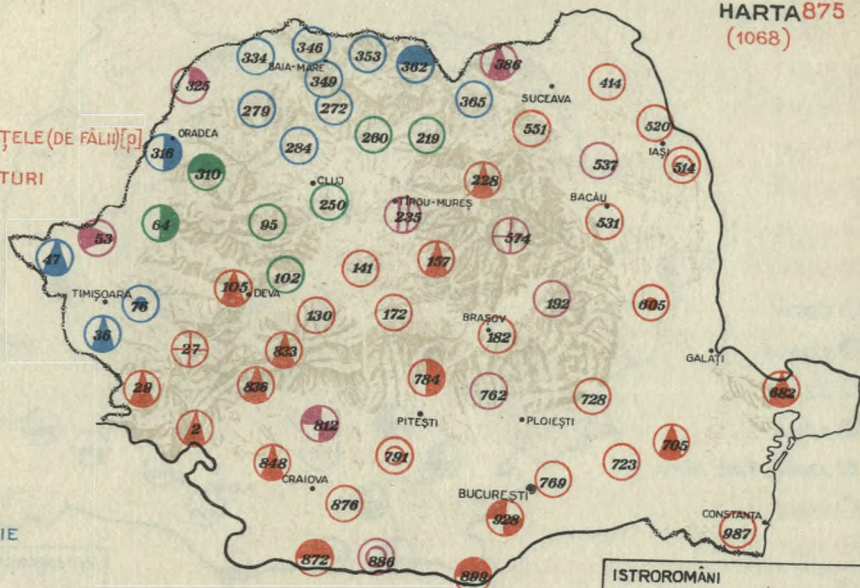 HARTA 875
(1068)
346
334
353
BAIA-MARE
362
386
349
325
365
SUCEAVA
414
279
272
ȚELE (DE FĂLII) [p]
ORADEA
260
219
551
520
IAȘI
316
284
537
514
TURI
310
CLUJ
228
250
TÎRGU-MUREȘ
BACĂU
64
95
235
531
53
574
47
157
141
102
105
DEVA
TIMIȘOARA
76
192
605
130
172
BRAȘOV
36
182
27
833
GALAȚI
29
836
784
762
728
682
2
812
PITEȘTI
PLOIEȘTI
705
848
791
723
CRAIOVA
769
BUCUREȘTI
876
928
CONSTANȚA
987
IE
872
886
899
ISTROROMÂNI